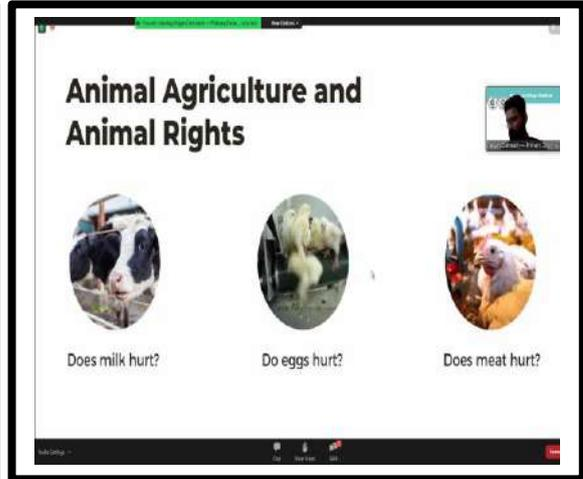 Animal Agriculture and
Animal Rights
Does milk hurt?
Do eggs hurt?
Does meat hurt?